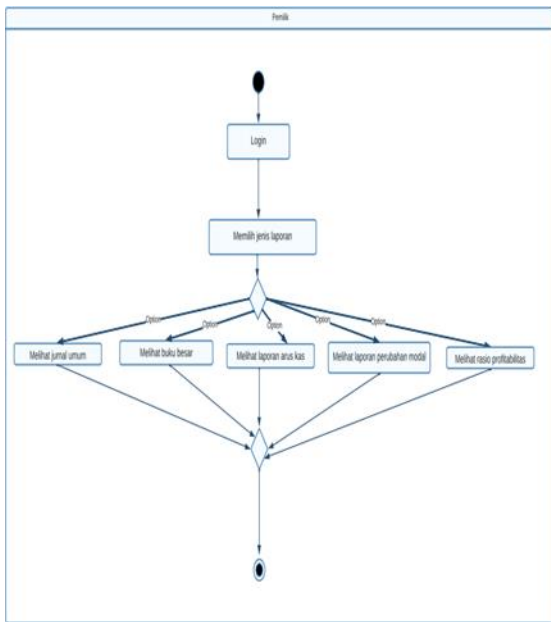 Pemilik
Login
Memilih jenis laporan
Option
Option
Option
Option
Option
Melihat jurnal umum
Melihat buku besar
Melihat laporan arus kas
Melihat laporan perubahan modal
Melihat rasio profitabilitas